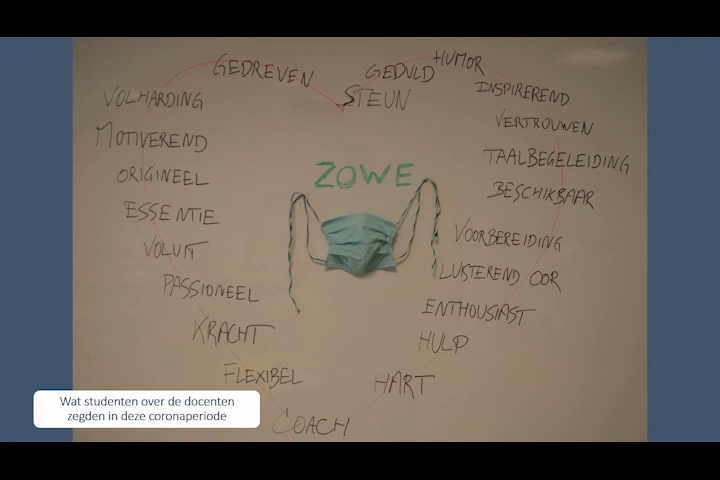 HUMOR
GEDREVEN
GEDULD
STEUN
INSPIREREND
VOLHARDING
VERTROUWEN
MOTIVEREND
TAALBEGELEIDING
ORIGINEEL
ZOWE
BESCHIKBAAR
ESSENTIE
VOORBEREIDING
VOLUIT
LUISTEREND OOR
PASSIONEEL
ENTHOUSIAST
KRACHT
HULP
FLEXIBEL
HART
COACH
Wat studenten over de docenten
zegden in deze coronaperiode